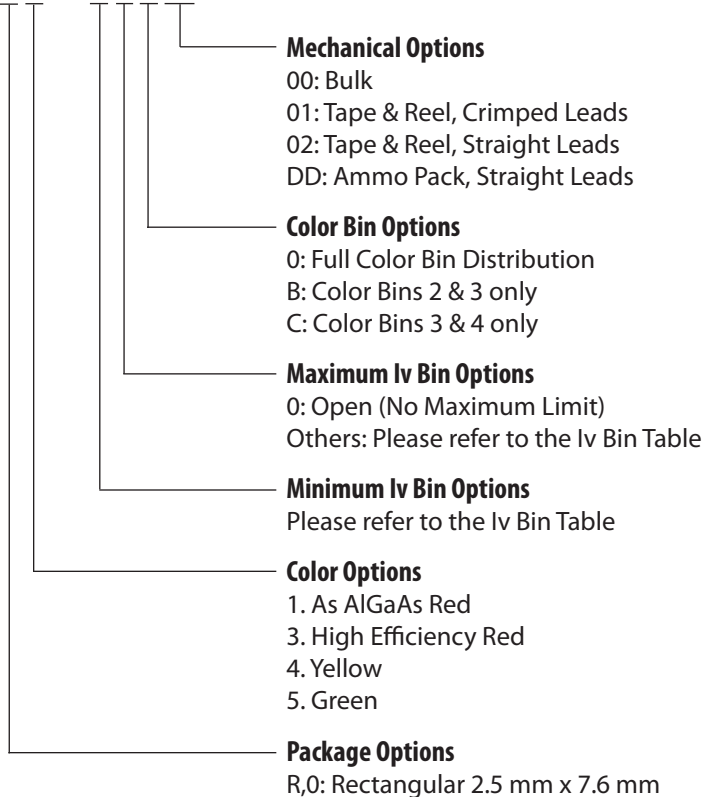 Mechanical Options
00: Bulk
01: Tape & Reel, Crimped Leads
02: Tape & Reel, Straight Leads
DD: Ammo Pack, Straight Leads
Color Bin Options
0: Full Color Bin Distribution
B: Color Bins 2 & 3 only
C: Color Bins 3 & 4 only
Maximum Iv Bin Options
0: Open (No Maximum Limit)
Others: Please refer to the Iv Bin Table
Minimum Iv Bin Options
Please refer to the Iv Bin Table
Color Options
1. As AlGaAs Red
3. High Efficiency Red
4. Yellow
5. Green
Package Options
R,0: Rectangular 2.5 mm x 7.6 mm